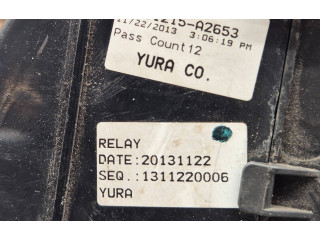 215-A2653
11/22/2013 3:06:19 PM
Pass Count12
YURA CO.
RELAY
DATE:20131122
SEQ.:1311220006
YURA